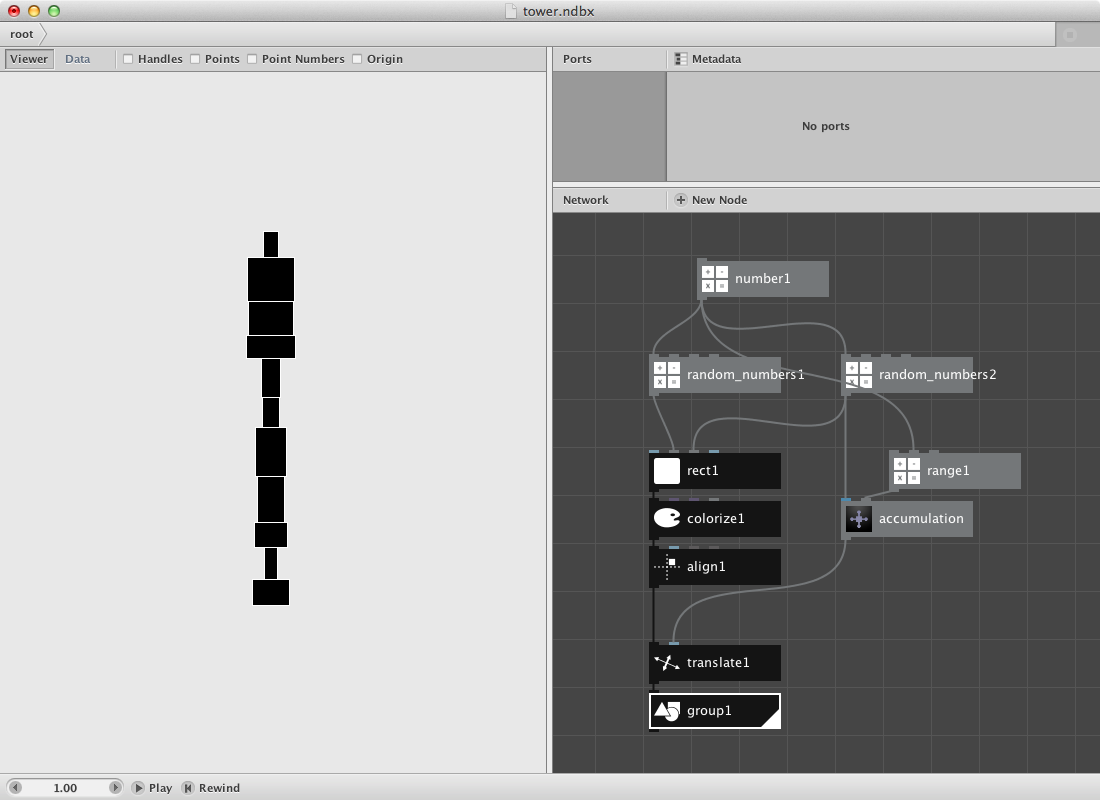 tower.ndbx
root
Viewer Data Handles Points Point Numbers Origin
Ports Metadata
No ports
Network New Node
number1
random_numbers1 random_numbers2
rect1 range1
colorize1 accumulation
align1
translate1
group1
1.00 Play Rewind